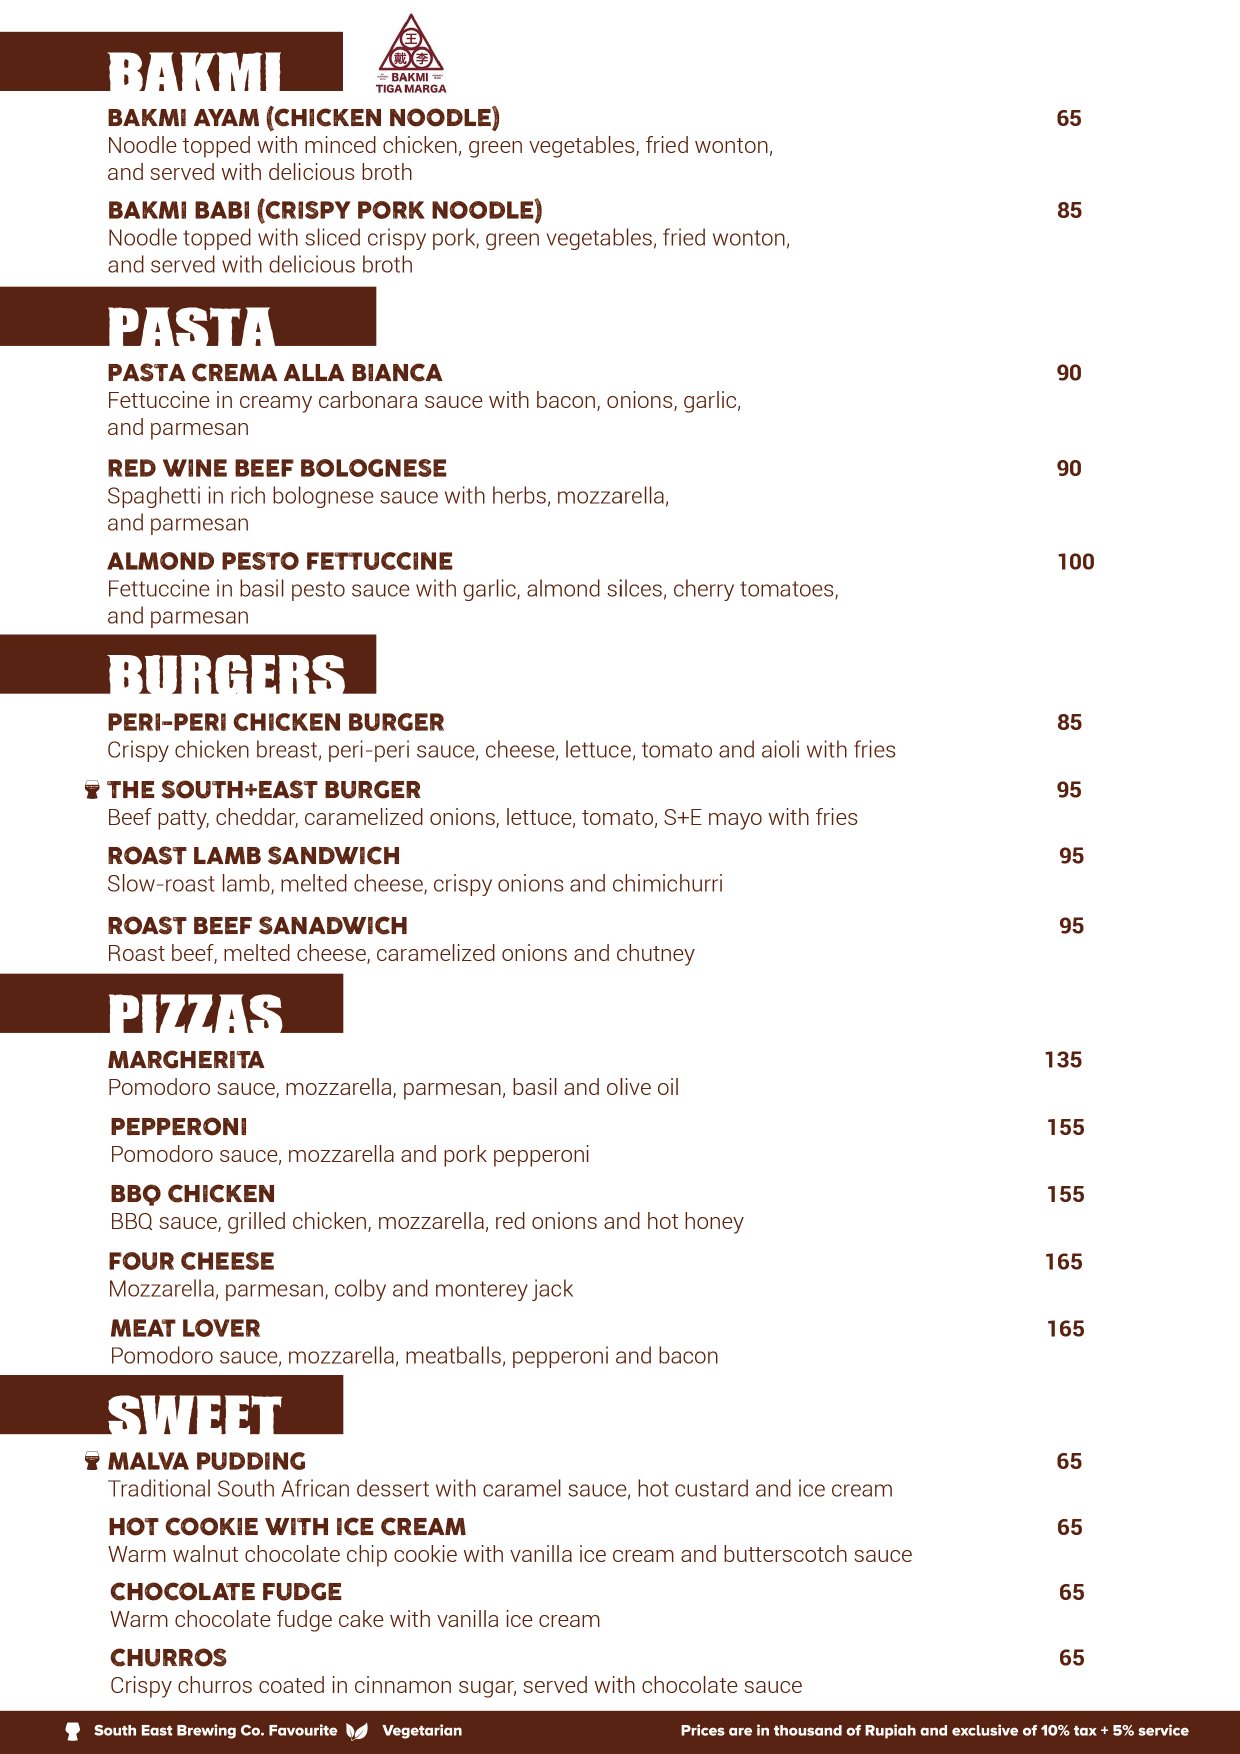 BAKMI
王
戴 李
BAKMI
TIGA MARGA
BAKMI AYAM (CHICKEN NOODLE) 65
Noodle topped with minced chicken, green vegetables, fried wonton,
and served with delicious broth
BAKMI BABI (CRISPY PORK NOODLE) 85
Noodle topped with sliced crispy pork, green vegetables, fried wonton,
and served with delicious broth
PASTA
PASTA CREMA ALLA BIANCA 90
Fettuccine in creamy carbonara sauce with bacon, onions, garlic,
and parmesan
RED WINE BEEF BOLOGNESE 90
Spaghetti in rich bolognese sauce with herbs, mozzarella,
and parmesan
ALMOND PESTO FETTUCCINE 100
Fettuccine in basil pesto sauce with garlic, almond silces, cherry tomatoes,
and parmesan
BURGERS
PERI-PERI CHICKEN BURGER 85
Crispy chicken breast, peri-peri sauce, cheese, lettuce, tomato and aioli with fries
THE SOUTH+EAST BURGER 95
Beef patty, cheddar, caramelized onions, lettuce, tomato, S+E mayo with fries
ROAST LAMB SANDWICH 95
Slow-roast lamb, melted cheese, crispy onions and chimichurri
ROAST BEEF SANADWICH 95
Roast beef, melted cheese, caramelized onions and chutney
PIZZAS
MARGHERITA 135
Pomodoro sauce, mozzarella, parmesan, basil and olive oil
PEPPERONI 155
Pomodoro sauce, mozzarella and pork pepperoni
BBQ CHICKEN 155
BBQ sauce, grilled chicken, mozzarella, red onions and hot honey
FOUR CHEESE 165
Mozzarella, parmesan, colby and monterey jack
MEAT LOVER 165
Pomodoro sauce, mozzarella, meatballs, pepperoni and bacon
SWEET
MALVA PUDDING 65
Traditional South African dessert with caramel sauce, hot custard and ice cream
HOT COOKIE WITH ICE CREAM 65
Warm walnut chocolate chip cookie with vanilla ice cream and butterscotch sauce
CHOCOLATE FUDGE 65
Warm chocolate fudge cake with vanilla ice cream
CHURROS 65
Crispy churros coated in cinnamon sugar, served with chocolate sauce
South East Brewing Co. Favourite Vegetarian Prices are in thousand of Rupiah and exclusive of 10% tax + 5% service